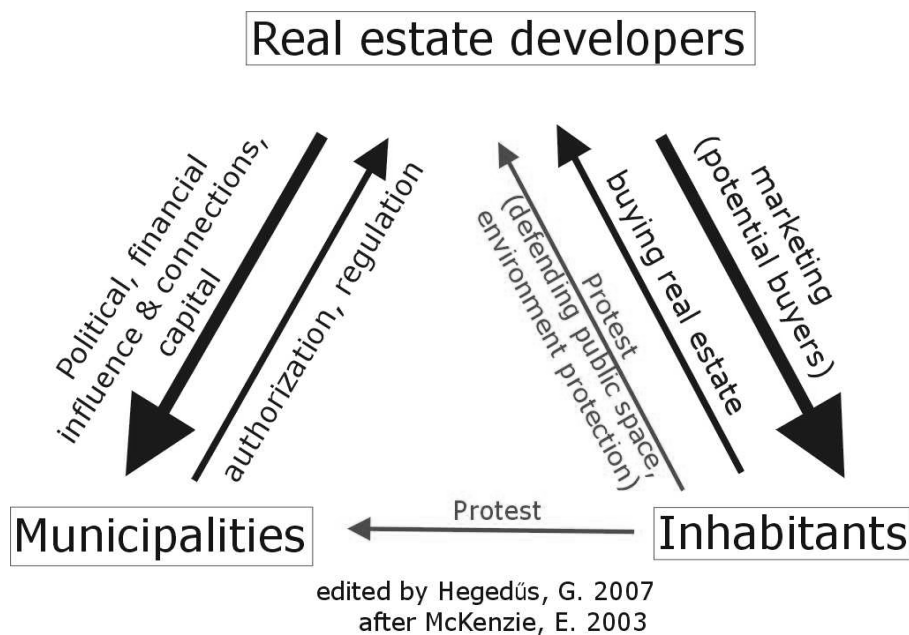 Real estate developers
Political, financial
influence & connections,
capital
authorization, regulation
Protest
(defending public space,
environment protection)
buying real estate
marketing
(potential buyers)
Municipalities
Protest
Inhabitants
edited by Hegedűs, G. 2007
after McKenzie, E. 2003